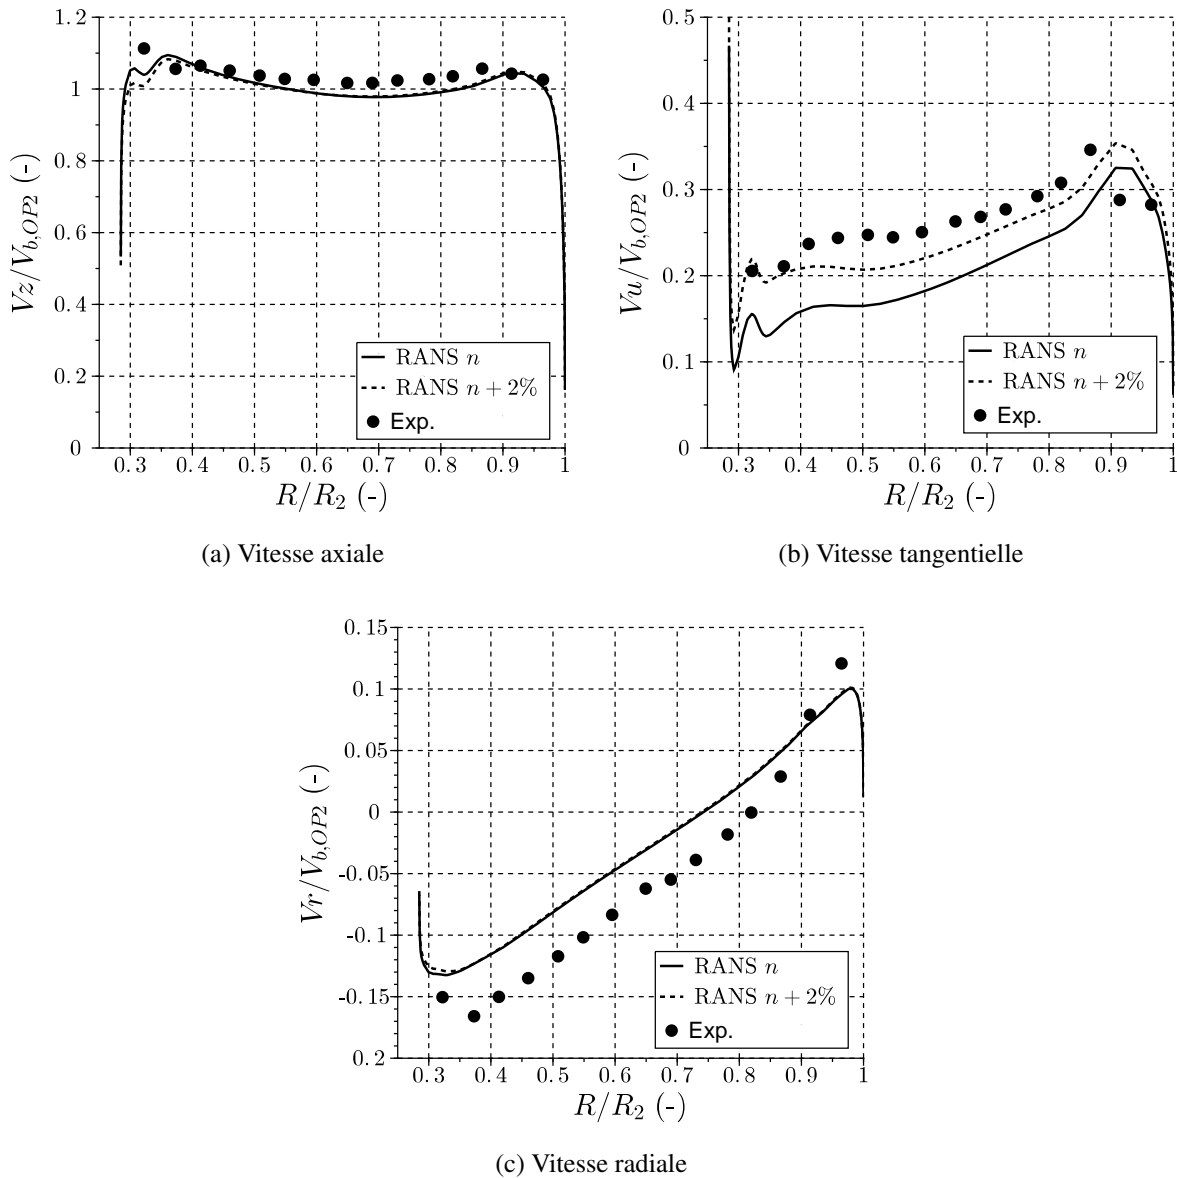 1.2
1.0
0.8
0.6
0.4
0.2
0
Vz/V_{b,OP2} (-)
RANS n
RANS n + 2%
Exp.
0.3 0.4 0.5 0.6 0.7 0.8 0.9 1
R/R_2 (-)
(a) Vitesse axiale
0.5
0.4
0.3
0.2
0.1
0
Vu/V_{b,OP2} (-)
RANS n
RANS n + 2%
Exp.
0.3 0.4 0.5 0.6 0.7 0.8 0.9 1
R/R_2 (-)
(b) Vitesse tangentielle
0.15
0.1
0.05
0
-0.05
-0.1
-0.15
0.2
Vr/V_{b,OP2} (-)
RANS n
RANS n + 2%
Exp.
0.3 0.4 0.5 0.6 0.7 0.8 0.9 1
R/R_2 (-)
(c) Vitesse radiale